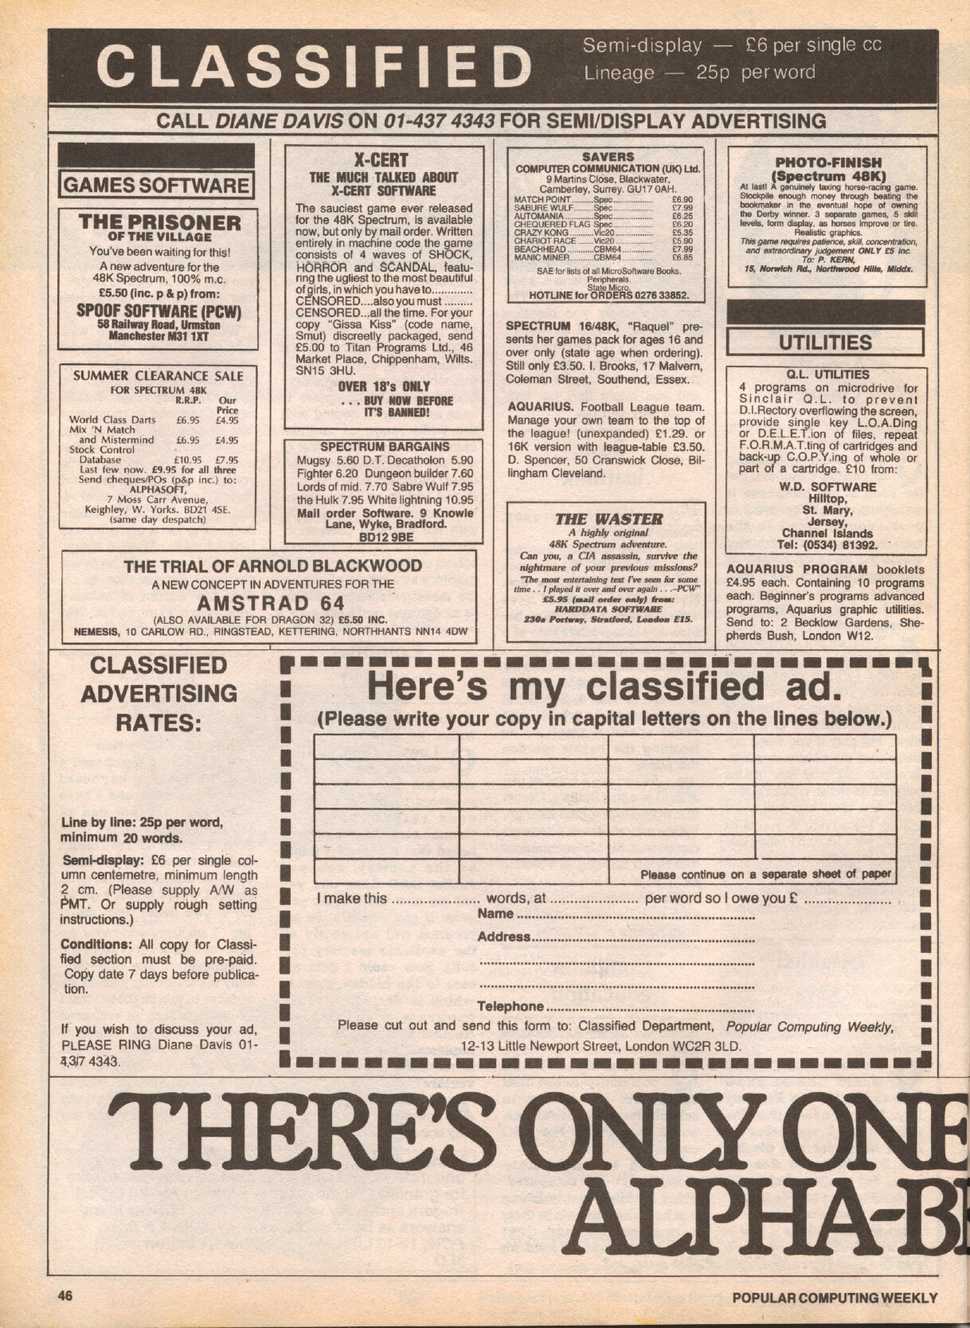 CLASSIFIED
Semi-display — £6 per single cc
Lineage — 25p per word
CALL DIANE DAVIS ON 01-437 4343 FOR SEMI/DISPLAY ADVERTISING
GAMES SOFTWARE
THE PRISONER
OF THE VILLAGE
You've been waiting for this!
A new adventure for the
48K Spectrum, 100% m.c.
£5.50 (inc. p & p) from:
SPOOF SOFTWARE (PCW)
58 Railway Road, Urmston
Manchester M31 1XT
SUMMER CLEARANCE SALE
FOR SPECTRUM 48K
R.R.P. Our
Price
World Class Darts £6.95 £4.95
Mix 'N Match
and Mistermind £6.95 £4.95
Stock Control
Database £10.95 £7.95
Last few now. £9.95 for all three
Send cheques/POs (p&p inc.) to:
ALPHASOFT,
7 Moss Carr Avenue,
Keighley, W. Yorks. BD21 4SE.
(same day despatch)
X-CERT
THE MUCH TALKED ABOUT
X-CERT SOFTWARE
The sauciest game ever released
for the 48K Spectrum, is available
now, but only by mail order. Written
entirely in machine code the game
consists of 4 waves of SHOCK,
HORROR and SCANDAL, featu-
ring the ugliest to the most beautiful
of girls, in which you have to............
CENSORED....also you must .........
CENSORED...all the time. For your
copy "Gissa Kiss" (code name,
Smut) discreetly packaged, send
£5.00 to Titan Programs Ltd., 46
Market Place, Chippenham, Wilts.
SN15 3HU.
OVER 18's ONLY
. . . BUY NOW BEFORE
IT'S BANNED!
SPECTRUM BARGAINS
Mugsy 5.60 D.T. Decatholon 5.90
Fighter 6.20 Dungeon builder 7.60
Lords of mid. 7.70 Sabre Wulf 7.95
the Hulk 7.95 White lightning 10.95
Mail order Software. 9 Knowle
Lane, Wyke, Bradford.
BD12 9BE
THE TRIAL OF ARNOLD BLACKWOOD
A NEW CONCEPT IN ADVENTURES FOR THE
AMSTRAD 64
(ALSO AVAILABLE FOR DRAGON 32) £5.50 INC.
NEMESIS, 10 CARLOW RD., RINGSTEAD, KETTERING, NORTHHANTS NN14 4DW
SAVERS
COMPUTER COMMUNICATION (UK) Ltd.
9 Martins Close, Blackwater,
Camberley, Surrey. GU17 0AH.
MATCH POINT Spec £6.90
SABURE WULF Spec £7.99
AUTOMANIA Spec £6.25
CHEQUERED FLAG Spec £6.20
CRAZY KONG Vic20 £5.35
CHARIOT RACE Vic20 £5.90
BEACHHEAD CBM64 £7.99
MANIC MINER CBM64 £6.85
SAE for lists of all MicroSoftware Books.
Peripherals.
State Micro.
HOTLINE for ORDERS 0276 33852.
SPECTRUM 16/48K, "Raquel" pre-
sents her games pack for ages 16 and
over only (state age when ordering).
Still only £3.50. I. Brooks, 17 Malvern,
Coleman Street, Southend, Essex.
AQUARIUS. Football League team.
Manage your own team to the top of
the league! (unexpanded) £1.29. or
16K version with league-table £3.50.
D. Spencer, 50 Cranswick Close, Bil-
lingham Cleveland.
THE WASTER
A highly original
48K Spectrum adventure.
Can you, a CIA assassin, survive the
nightmare of your previous missions?
"The most entertaining text I've seen for some
time . . I played it over and over again . . .–PCW"
£5.95 (mail order only) from:
HARDDATA SOFTWARE
230a Portway, Stratford, London E15.
PHOTO-FINISH
(Spectrum 48K)
At last! A genuinely taxing horse-racing game.
Stockpile enough money through beating the
bookmaker in the eventual hope of owning
the Derby winner. 3 separate games, 5 skill
levels, form display, as horses improve or tire.
Realistic graphics.
This game requires patience, skill, concentration,
and extraordinary judgement ONLY £5 inc.
To: P. KERN,
15, Norwich Rd., Northwood Hills, Middx.
UTILITIES
Q.L. UTILITIES
4 programs on microdrive for
Sinclair Q.L. to prevent
D.I.Rectory overflowing the screen,
provide single key L.O.A.Ding
or D.E.L.E.T.ion of files, repeat
F.O.R.M.A.T.ting of cartridges and
back-up C.O.P.Y.ing of whole or
part of a cartridge. £10 from:
W.D. SOFTWARE
Hilltop,
St. Mary,
Jersey,
Channel Islands
Tel: (0534) 81392.
AQUARIUS PROGRAM booklets
£4.95 each. Containing 10 programs
each. Beginner's programs advanced
programs, Aquarius graphic utilities.
Send to: 2 Becklow Gardens, She-
pherds Bush, London W12.
CLASSIFIED
ADVERTISING
RATES:
Line by line: 25p per word,
minimum 20 words.
Semi-display: £6 per single col-
umn centemetre, minimum length
2 cm. (Please supply A/W as
PMT. Or supply rough setting
instructions.)
Conditions: All copy for Classi-
fied section must be pre-paid.
Copy date 7 days before publica-
tion.
If you wish to discuss your ad,
PLEASE RING Diane Davis 01-
4,3/7 4343.
Here's my classified ad.
(Please write your copy in capital letters on the lines below.)
Please continue on a separate sheet of paper
I make this ..................... words, at ..................... per word so I owe you £ .....................
Name
Address
Telephone
Please cut out and send this form to: Classified Department, Popular Computing Weekly,
12-13 Little Newport Street, London WC2R 3LD.
THERE'S ONLY ONE
ALPHA-BE
46
POPULAR COMPUTING WEEKLY